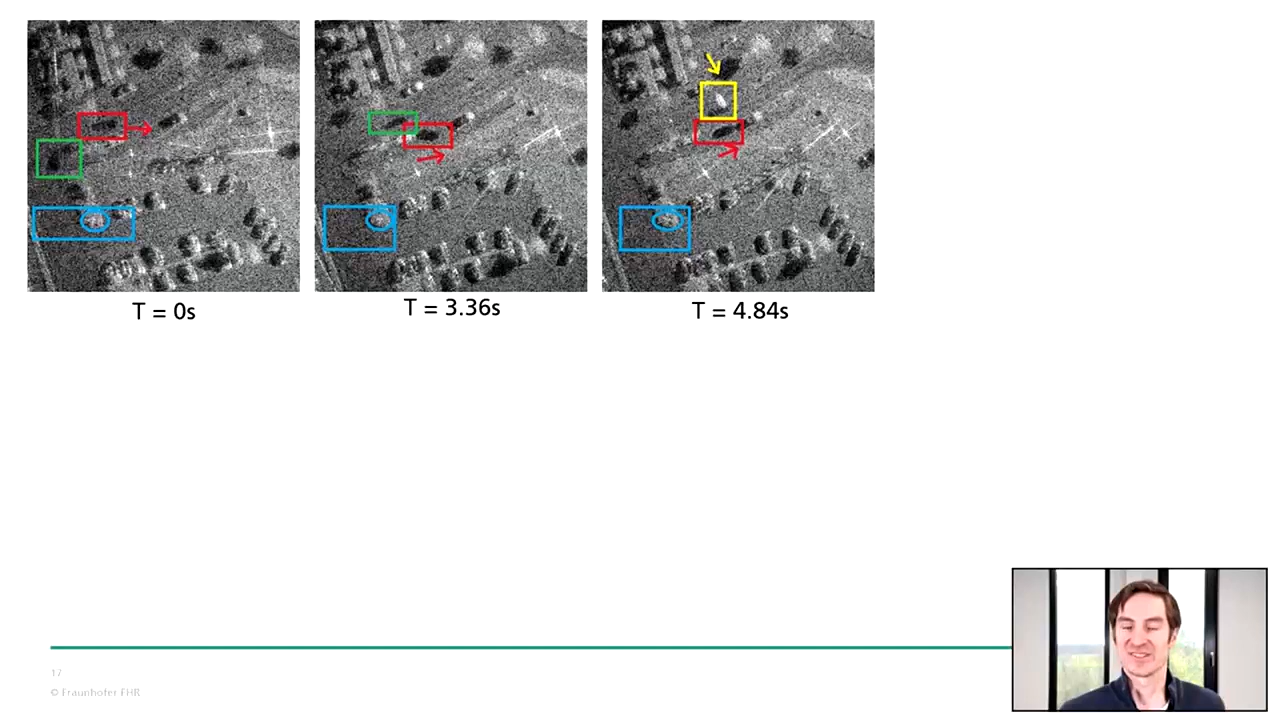 T = 0s
T = 3.36s
T = 4.84s
17
© Fraunhofer FHR